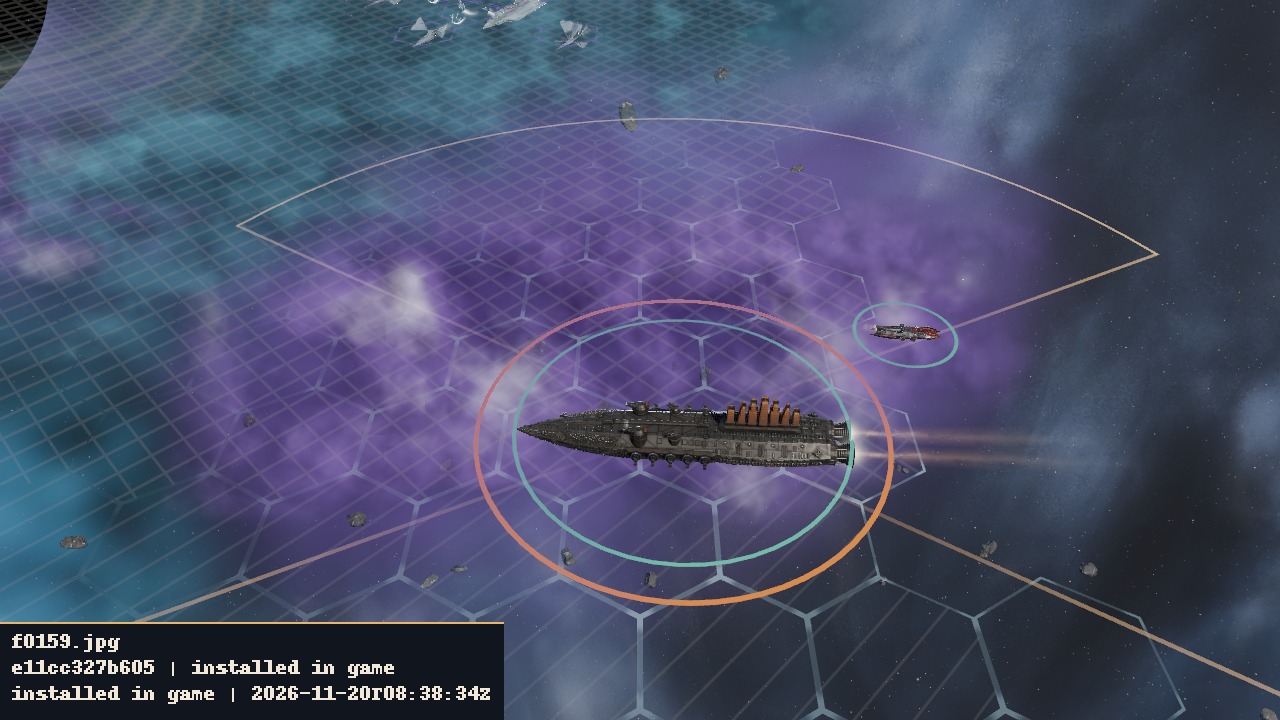 f0159.jpg
e11cc327b605 | installed in game
installed in game | 2026-11-20T08:38:34Z